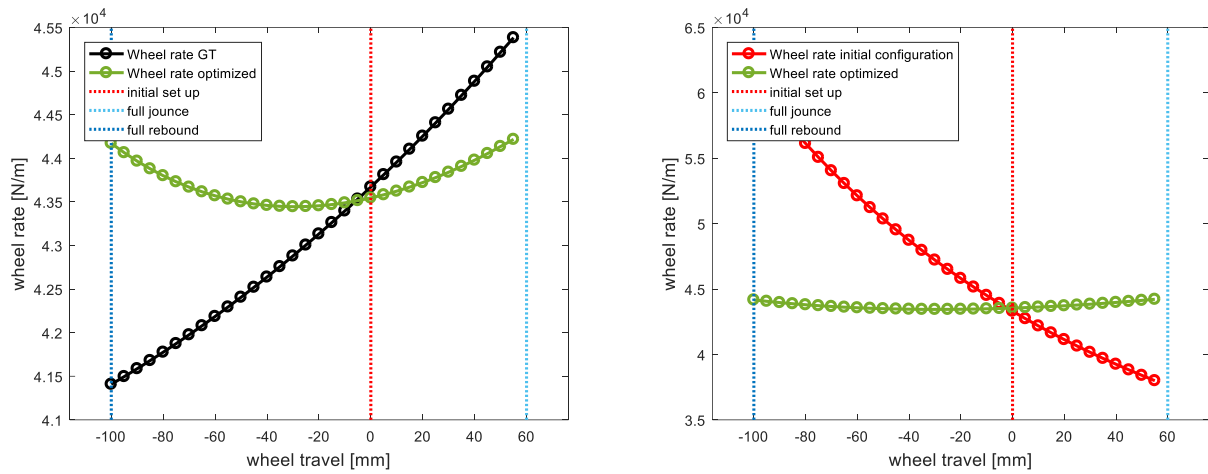 ×10⁴
4.55
4.5
4.45
4.4
4.35
4.3
4.25
4.2
4.15
4.1
wheel rate [N/m]
Wheel rate GT
Wheel rate optimized
initial set up
full jounce
full rebound
-100 -80 -60 -40 -20 0 20 40 60
wheel travel [mm]
×10⁴
6.5
6
5.5
5
4.5
4
3.5
wheel rate [N/m]
Wheel rate initial configuration
Wheel rate optimized
initial set up
full jounce
full rebound
-100 -80 -60 -40 -20 0 20 40 60
wheel travel [mm]